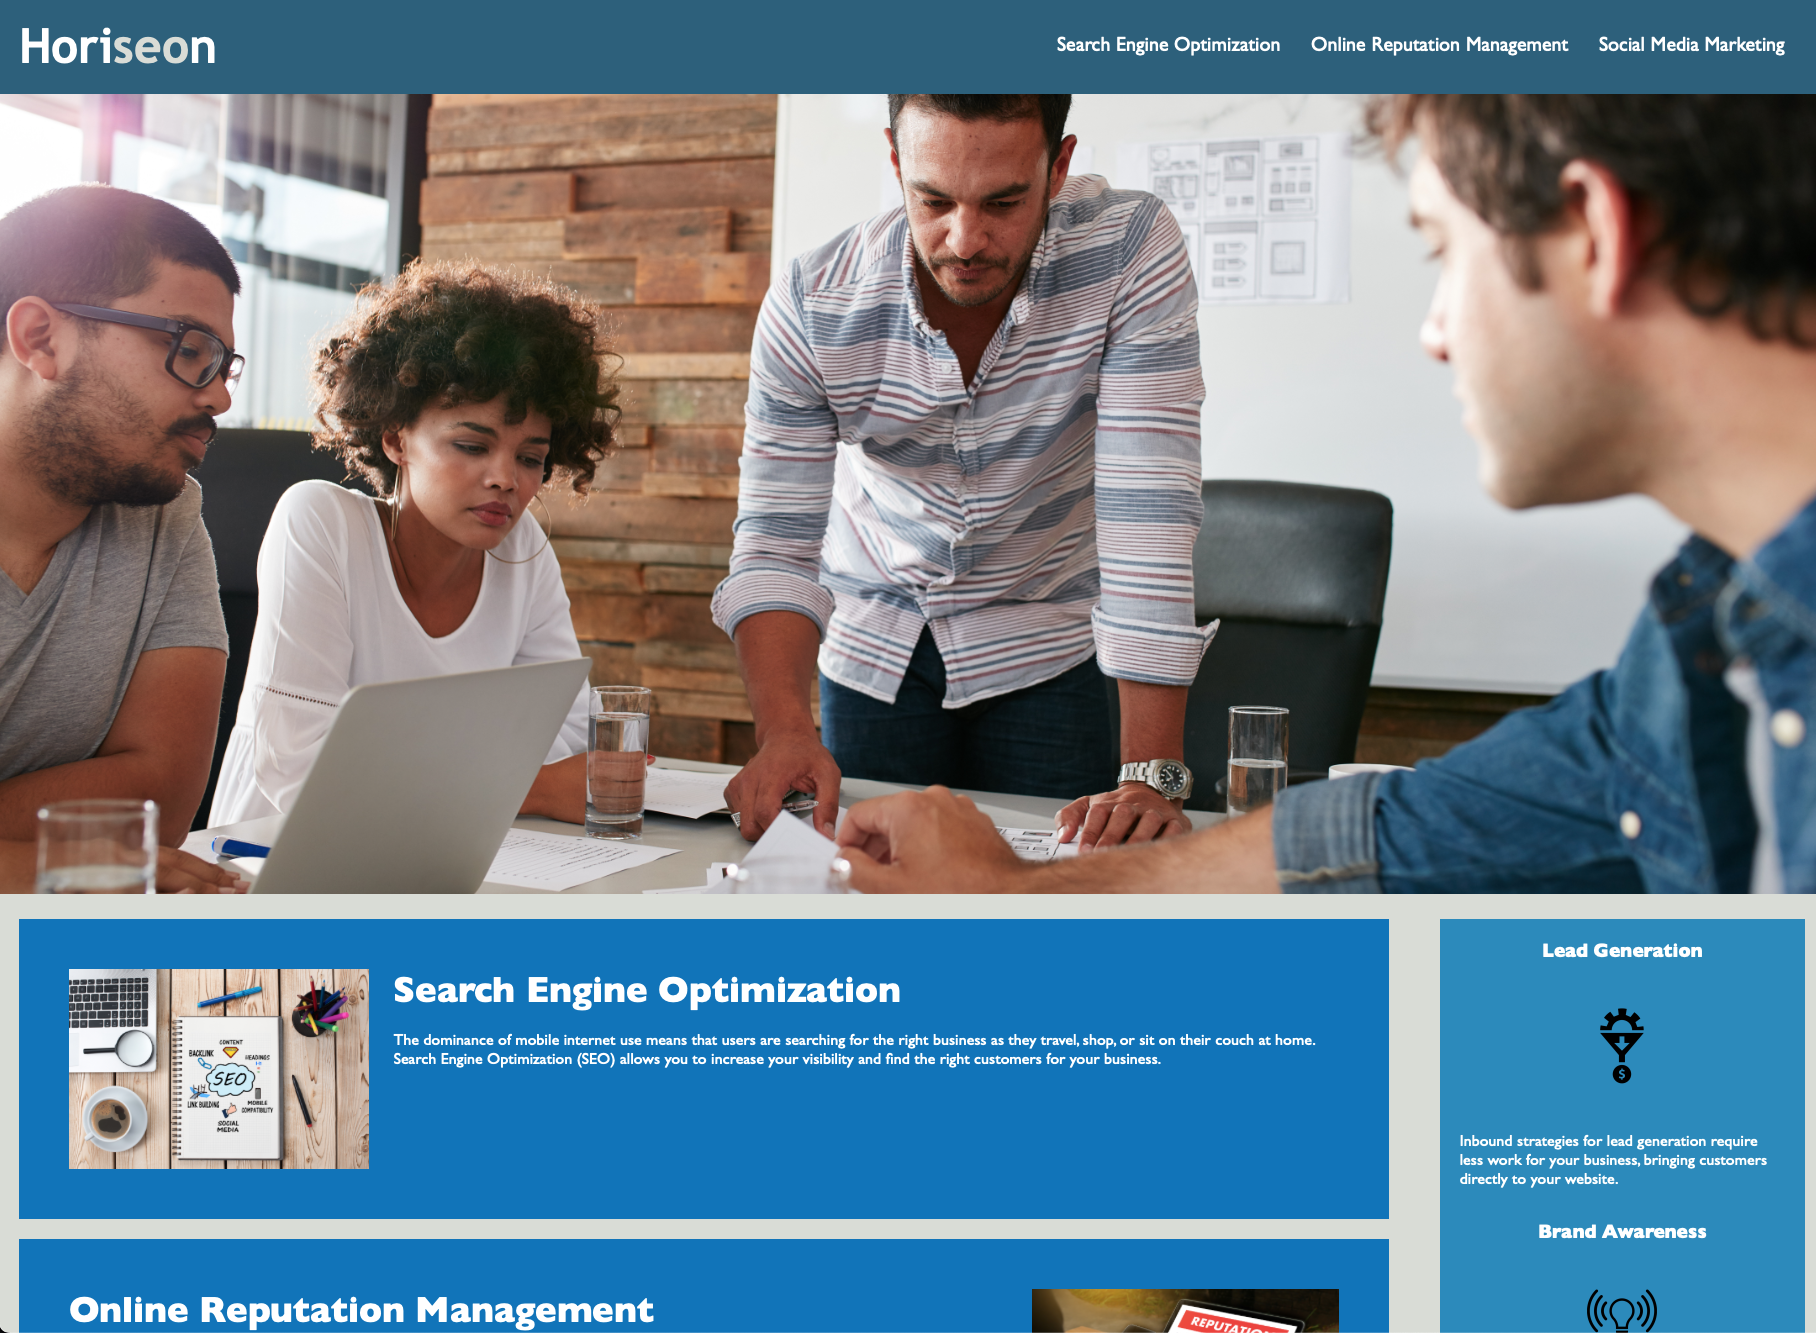 Horiseon
Search Engine Optimization
Online Reputation Management
Social Media Marketing
Search Engine Optimization
The dominance of mobile internet use means that users are searching for the right business as they travel, shop, or sit on their couch at home.
Search Engine Optimization (SEO) allows you to increase your visibility and find the right customers for your business.
CONTENT
BACKLINK
HEADINGS
SEO
LINK BUILDING
MOBILE
COMPATIBILITY
SOCIAL
MEDIA
Lead Generation
$
Inbound strategies for lead generation require
less work for your business, bringing customers
directly to your website.
Brand Awareness
Online Reputation Management